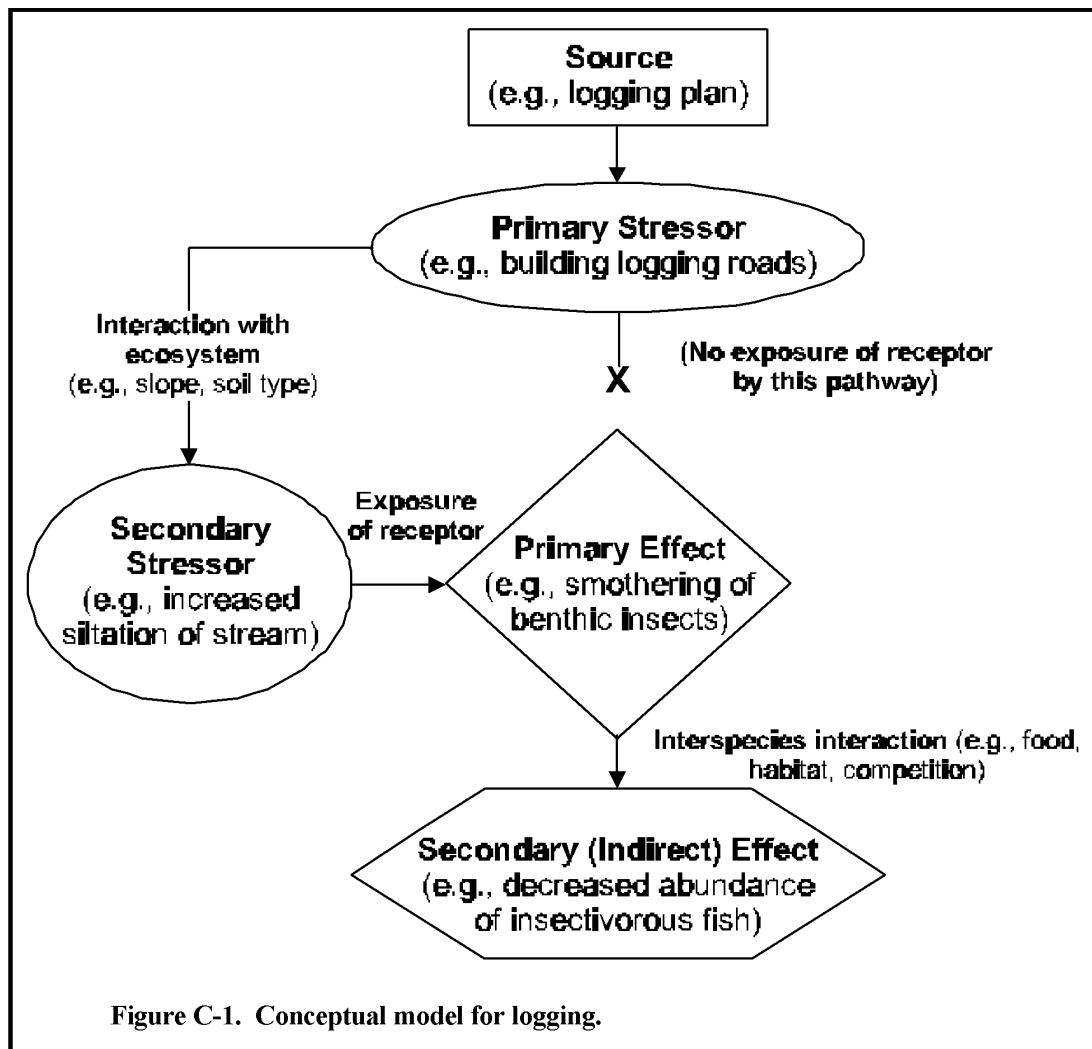 Source
(e.g., logging plan)
Primary Stressor
(e.g., building logging roads)
Interaction with
ecosystem
(e.g., slope, soil type)
(No exposure of receptor
by this pathway)
X
Secondary
Stressor
(e.g., increased
siltation of stream)
Exposure
of receptor
Primary Effect
(e.g., smothering of
benthic insects)
Interspecies interaction (e.g., food,
habitat, competition)
Secondary (Indirect) Effect
(e.g., decreased abundance
of insectivorous fish)
Figure C-1. Conceptual model for logging.